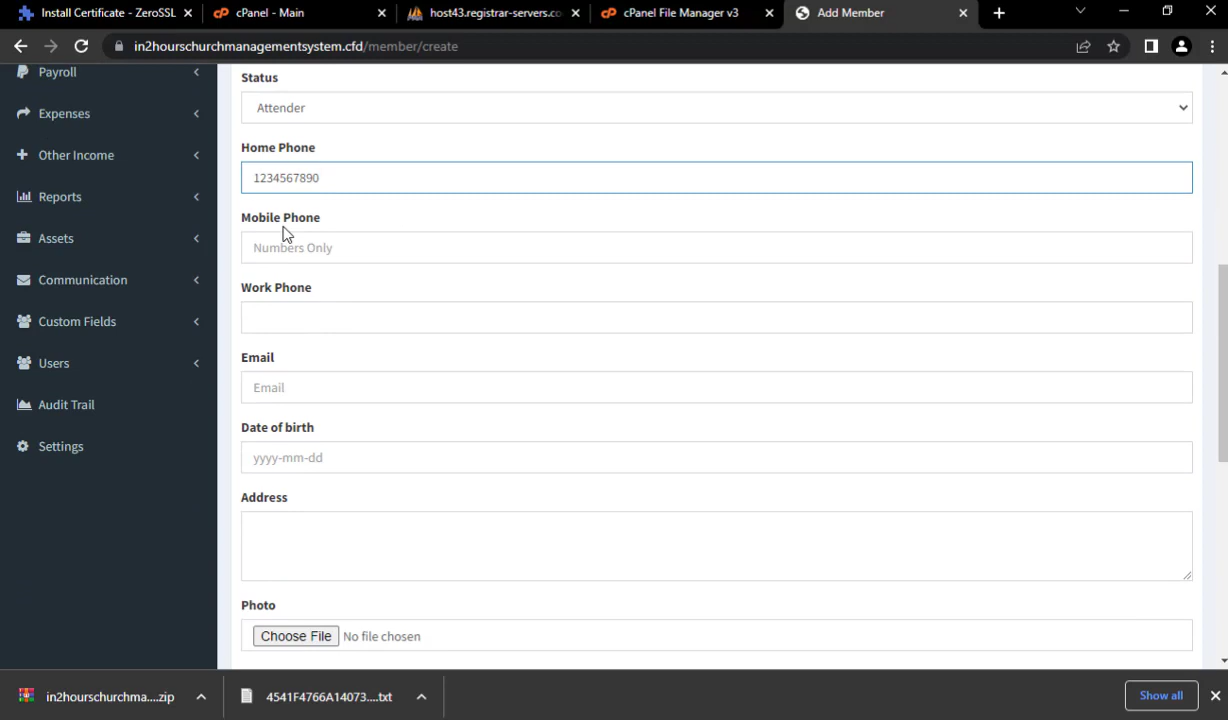 Install Certificate - ZeroSSL
cPanel - Main
host43.registrar-servers.co
cPanel File Manager v3
Add Member
in2hourschurchmanagementsystem.cfd/member/create
Payroll
Expenses
Other Income
Reports
Assets
Communication
Custom Fields
Users
Audit Trail
Settings
Status
Attender
Home Phone
1234567890
Mobile Phone
Numbers Only
Work Phone
Email
Email
Date of birth
yyyy-mm-dd
Address
Photo
Choose File No file chosen
in2hourschurchma....zip
4541F4766A14073....txt
Show all